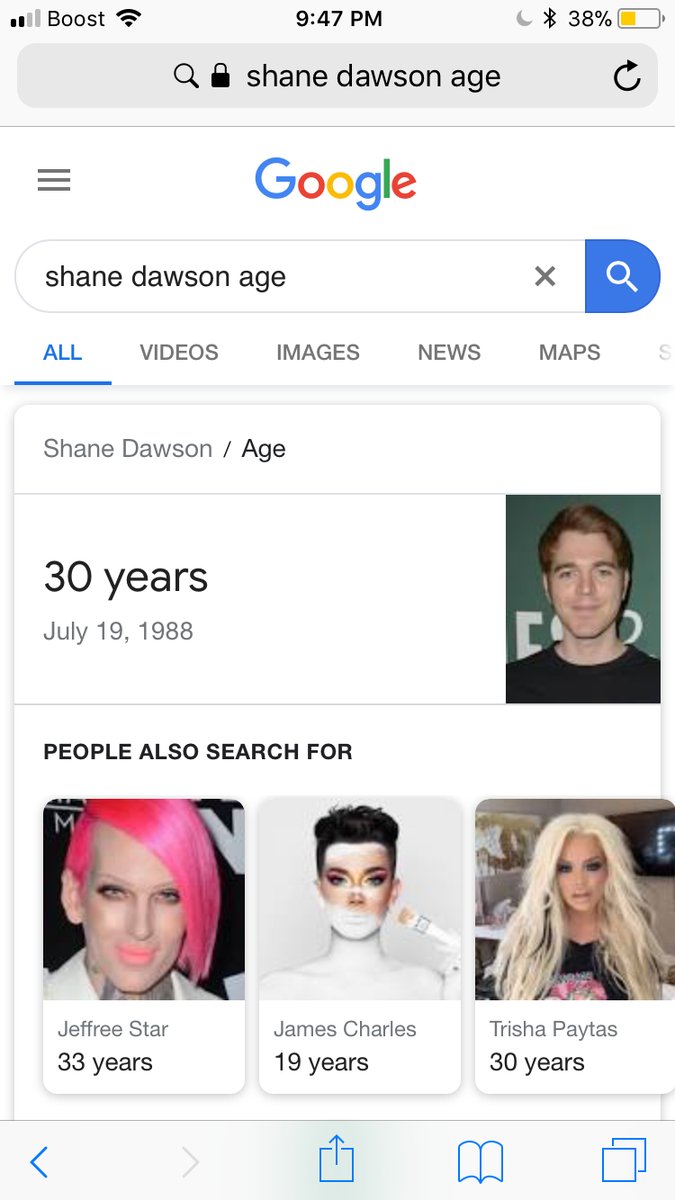 Boost 9:47 PM 38%
shane dawson age
Google
shane dawson age
ALL VIDEOS IMAGES NEWS MAPS S
Shane Dawson / Age
30 years
July 19, 1988
PEOPLE ALSO SEARCH FOR
Jeffree Star James Charles Trisha Paytas
33 years 19 years 30 years